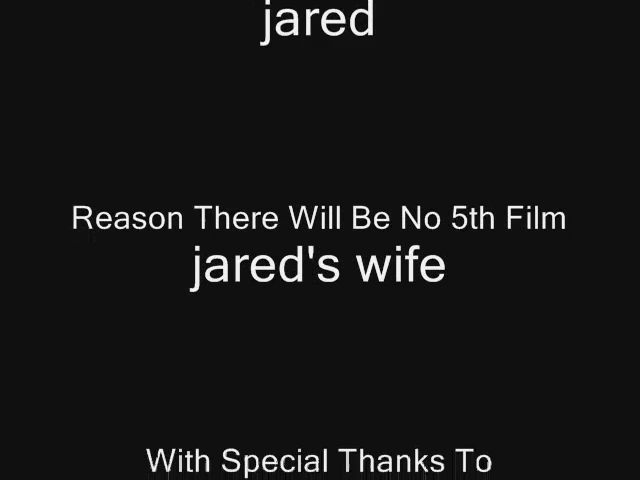 jared
Reason There Will Be No 5th Film
jared's wife
With Special Thanks To